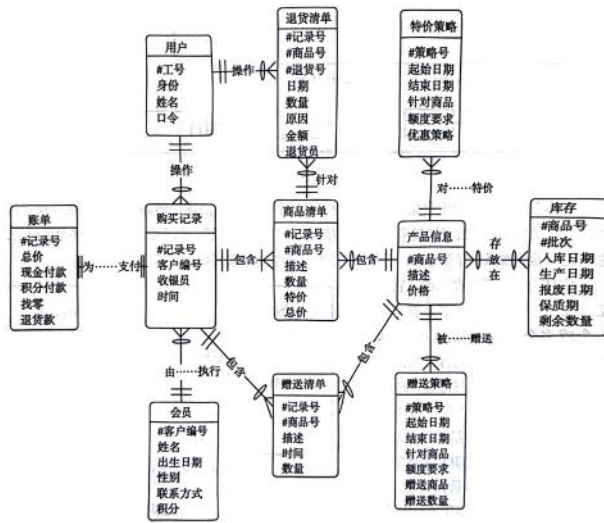 用户
#工号
身份
姓名
口令
操作
退货清单
#记录号
#商品号
#退货号
日期
数量
原因
金额
退货员
特价策略
#策略号
起始日期
结束日期
针对商品
额度要求
优惠策略
操作
针对
对……特价
账单
#记录号
总价
现金付款
积分付款
找零
退货款
为……支付
购买记录
#记录号
客户编号
收银员
时间
包含
商品清单
#记录号
#商品号
描述
数量
特价
总价
包含
产品信息
#商品号
描述
价格
存放在
库存
#商品号
#批次
入库日期
生产日期
报废日期
保质期
剩余数量
由……执行
包含
包含
被……赠送
会员
#客户编号
姓名
出生日期
性别
联系方式
积分
赠送清单
#记录号
#商品号
描述
时间
数量
赠送策略
#策略号
起始日期
结束日期
针对商品
额度要求
赠送商品
赠送数量